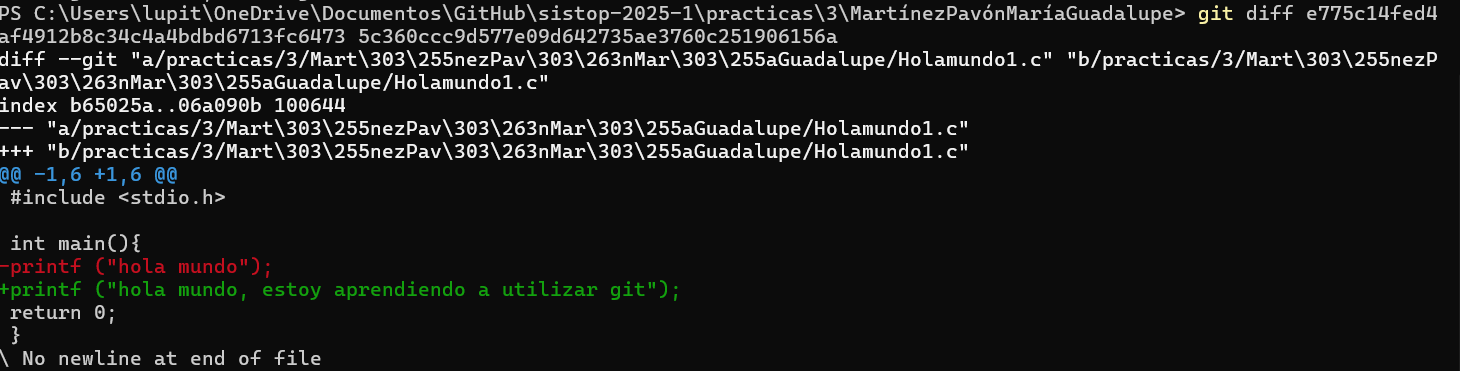 PS C:\Users\lupit\OneDrive\Documentos\GitHub\sistop-2025-1\practicas\3\MartínezPavónMaríaGuadalupe> git diff e775c14fed4
af4912b8c34c4a4bdbd6713fc6473 5c360ccc9d577e09d642735ae3760c251906156a
diff --git "a/practicas/3/Mart\303\255nezPav\303\263nMar\303\255aGuadalupe/Holamundo1.c" "b/practicas/3/Mart\303\255nezP
av\303\263nMar\303\255aGuadalupe/Holamundo1.c"
index b65025a..06a090b 100644
--- "a/practicas/3/Mart\303\255nezPav\303\263nMar\303\255aGuadalupe/Holamundo1.c"
+++ "b/practicas/3/Mart\303\255nezPav\303\263nMar\303\255aGuadalupe/Holamundo1.c"
@@ -1,6 +1,6 @@
 #include <stdio.h>

 int main(){
-printf ("hola mundo");
+printf ("hola mundo, estoy aprendiendo a utilizar git");
 return 0;
 }
\ No newline at end of file